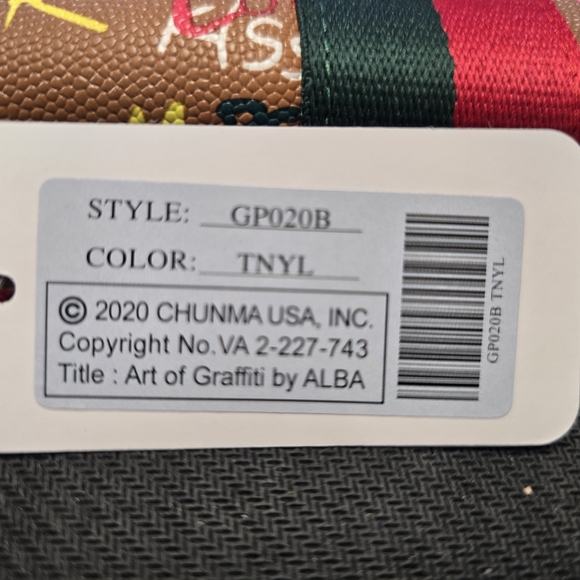 Ass
STYLE: GP020B
COLOR: TNYL
© 2020 CHUNMA USA, INC.
Copyright No.VA 2-227-743
Title : Art of Graffiti by ALBA
GP020B TNYL